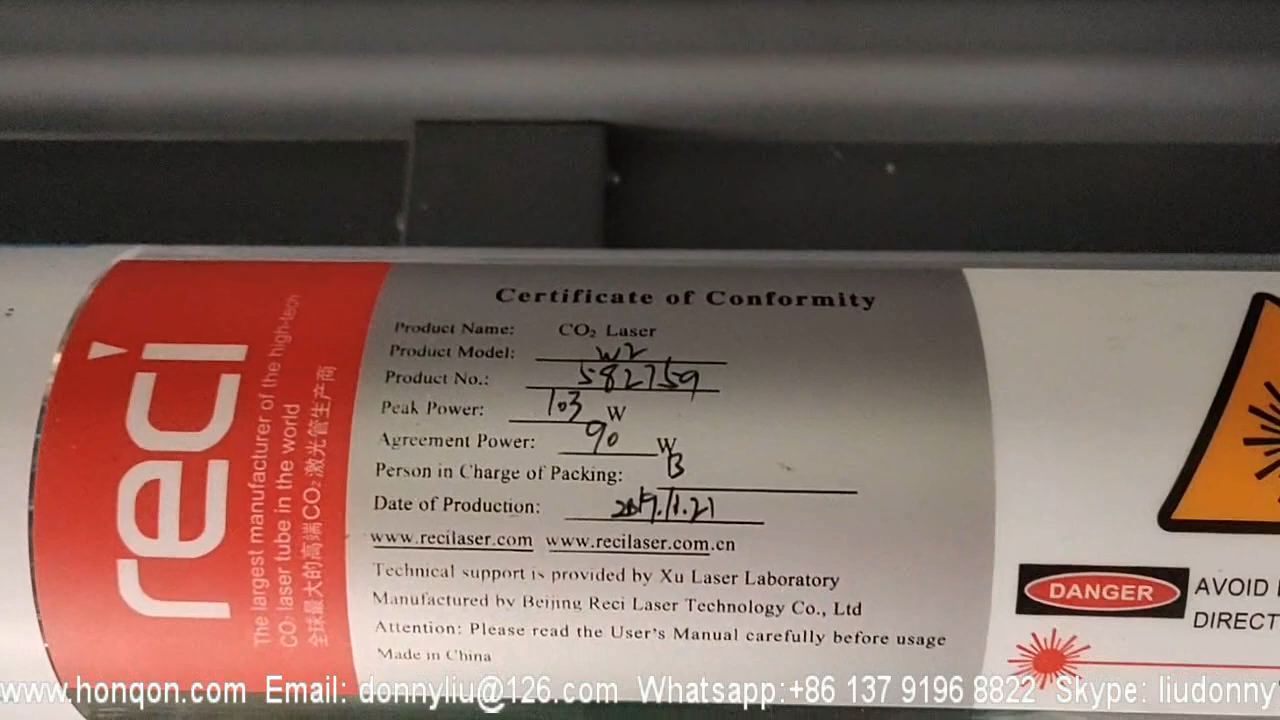 reci
The largest manufacturer of the high-tech
CO₂ laser tube in the world
全球最大的高端CO₂激光管生产商
Certificate of Conformity
Product Name: CO₂ Laser
Product Model: W2
Product No.: 582759
Peak Power: 103 W
Agreement Power: 90 W
Person in Charge of Packing: B
Date of Production: 2019.11.21
www.recilaser.com www.recilaser.com.cn
Technical support is provided by Xu Laser Laboratory
Manufactured by Beijing Reci Laser Technology Co., Ltd
Attention: Please read the User's Manual carefully before usage
Made in China
DANGER
AVOID
DIRECT
www.honqon.com Email: donnyliu@126.com Whatsapp:+86 137 9196 8822 Skype: liudonny